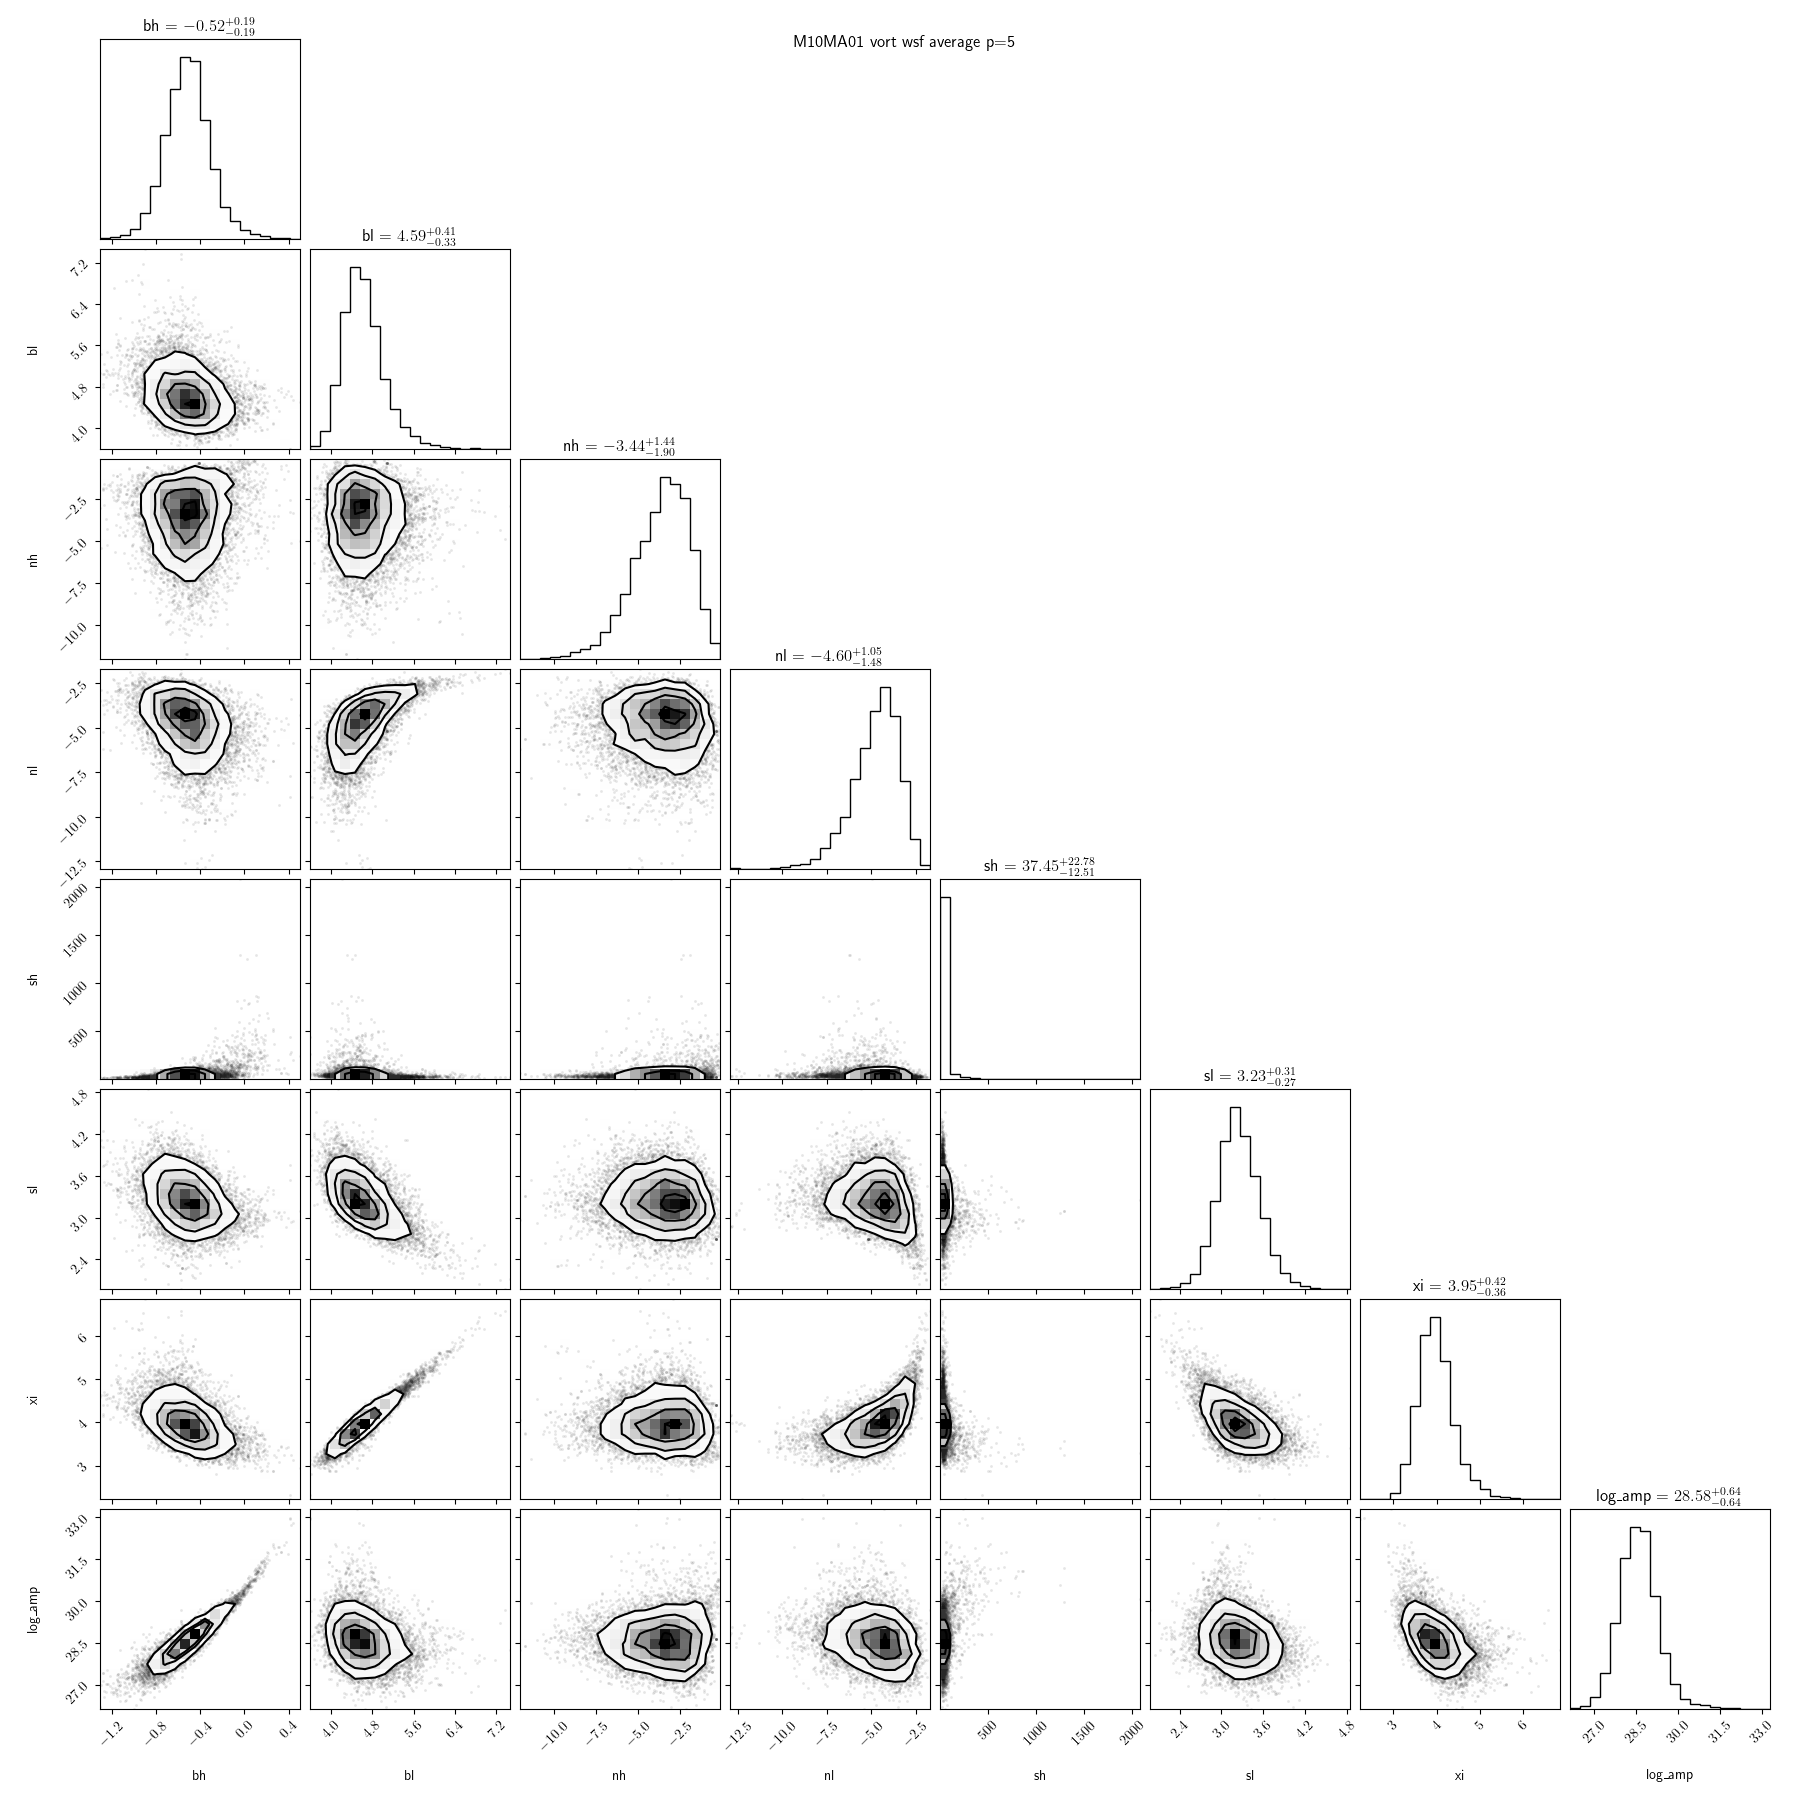 M10MA01 vort wsf average p=5
bh = −0.52+0.19−0.19
bl = 4.59+0.41−0.33
7.2
6.4
5.6
4.8
4.0
bl
nh = −3.44+1.44−1.90
−2.5
−5.0
−7.5
−10.0
nh
nl = −4.60+1.05−1.48
−2.5
−5.0
−7.5
−10.0
−12.5
nl
sh = 37.45+22.78−12.51
2000
1500
1000
500
sh
sl = 3.23+0.31−0.27
4.8
4.2
3.6
3.0
2.4
sl
xi = 3.95+0.42−0.36
6
5
4
3
xi
log_amp = 28.58+0.64−0.64
33.0
31.5
30.0
28.5
27.0
log_amp
−1.2 −0.8 −0.4 0.0 0.4 4.0 4.8 5.6 6.4 7.2 −10.0 −7.5 −5.0 −2.5 −12.5 −10.0 −7.5 −5.0 −2.5 500 1000 1500 2000 2.4 3.0 3.6 4.2 4.8 3 4 5 6 27.0 28.5 30.0 31.5 33.0
bh bl nh nl sh sl xi log_amp